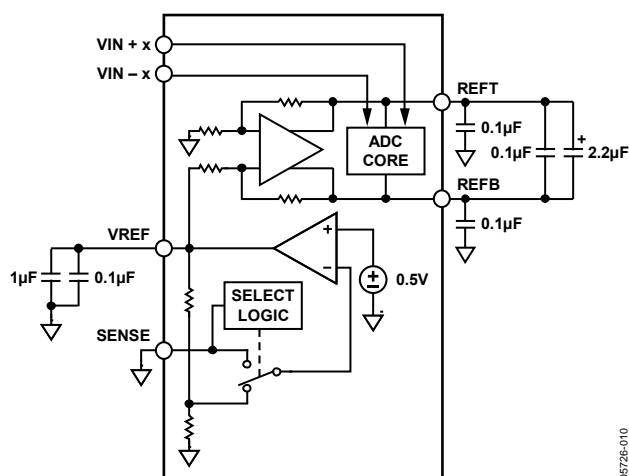 VIN + x
VIN – x
REFT
0.1µF
ADC
CORE
0.1µF
+
2.2µF
REFB
0.1µF
VREF
+
–
0.5V
1µF
0.1µF
SELECT
LOGIC
SENSE
05726-010